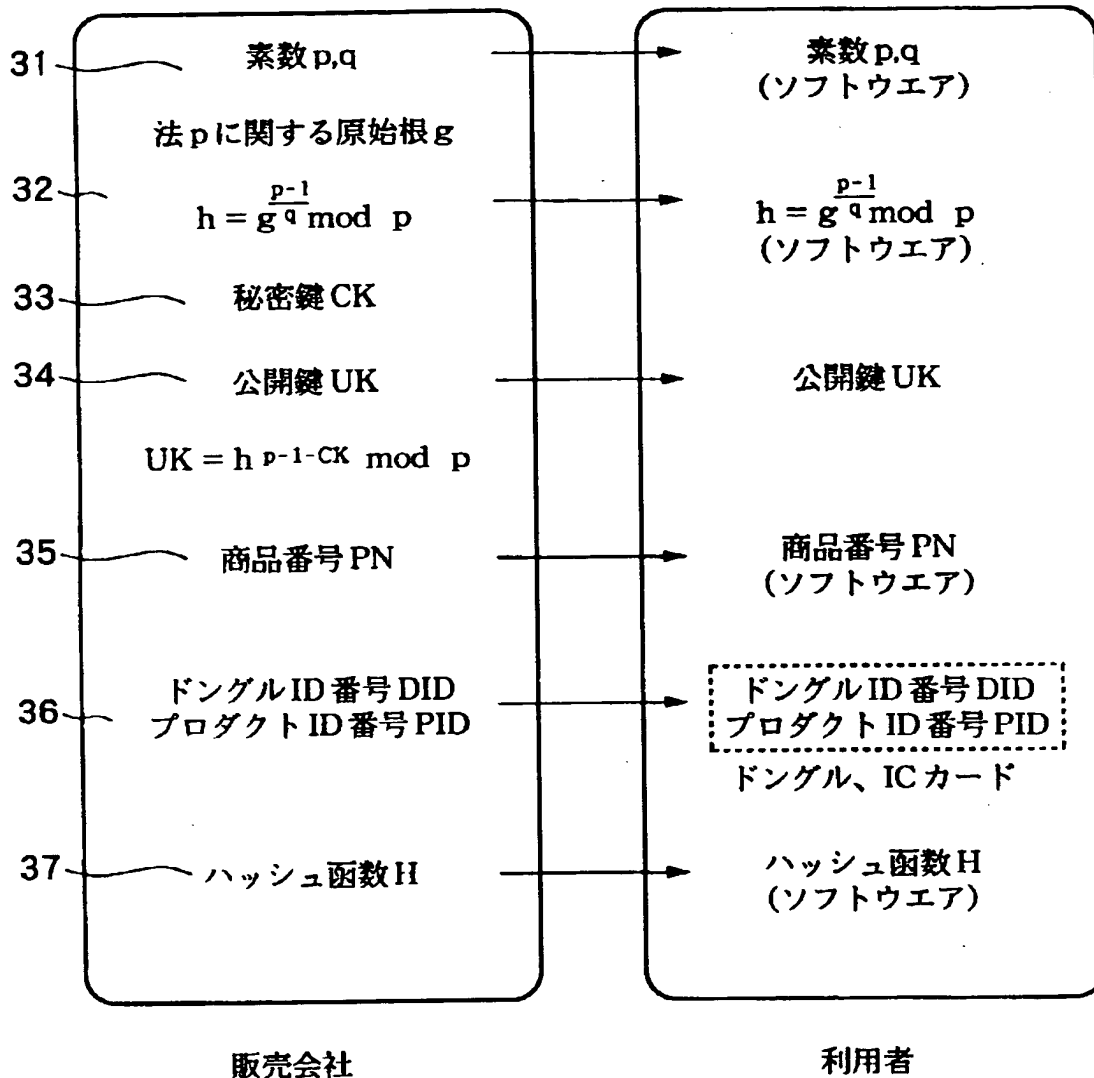 31
素数p,q
法pに関する原始根g
32
h = g^{\frac{p-1}{q}} mod p
33
秘密鍵CK
34
公開鍵UK
UK = h^{p-1-CK} mod p
35
商品番号PN
36
ドングルID番号DID
プロダクトID番号PID
37
ハッシュ函数H
販売会社
素数p,q
(ソフトウエア)
h = g^{\frac{p-1}{q}} mod p
(ソフトウエア)
公開鍵UK
商品番号PN
(ソフトウエア)
ドングルID番号DID
プロダクトID番号PID
ドングル、ICカード
ハッシュ函数H
(ソフトウエア)
利用者